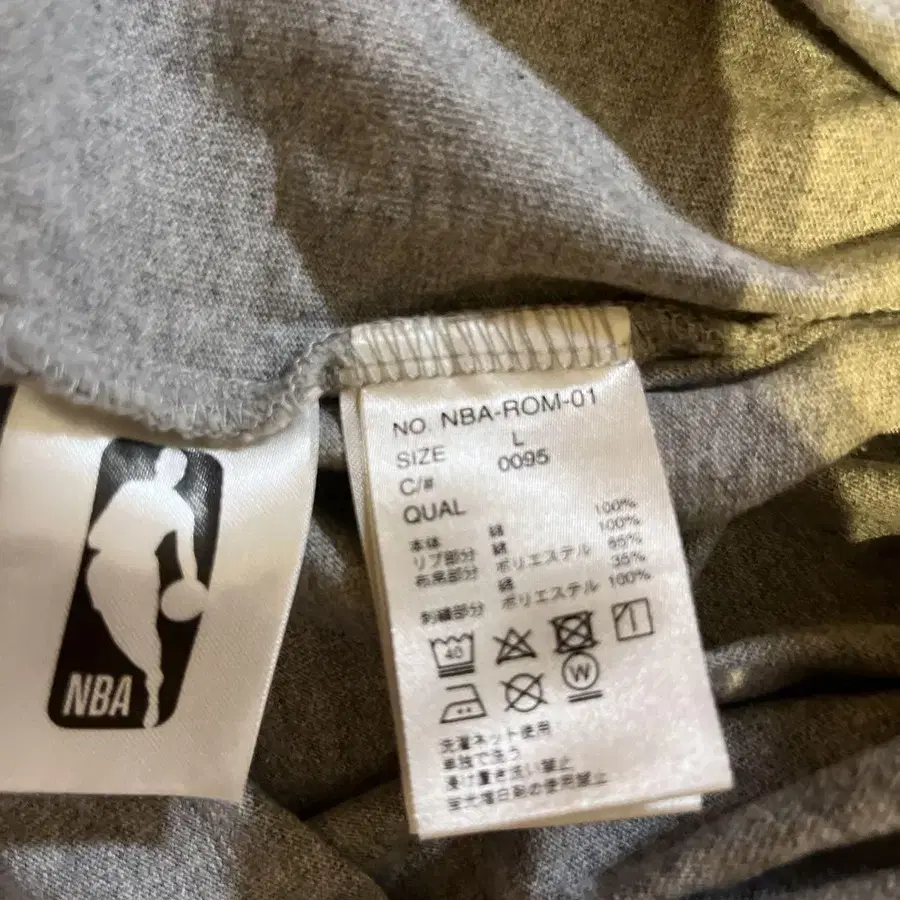 NBA
NO. NBA-ROM-01
SIZE L
C/# 0095
QUAL
本体 綿 100%
リブ部分 綿 100%
布帛部分 ポリエステル 65%
綿 35%
刺繍部分 ポリエステル 100%
40
W
洗濯ネット使用
単独で洗う
浸け置き洗い禁止
蛍光増白剤の使用禁止